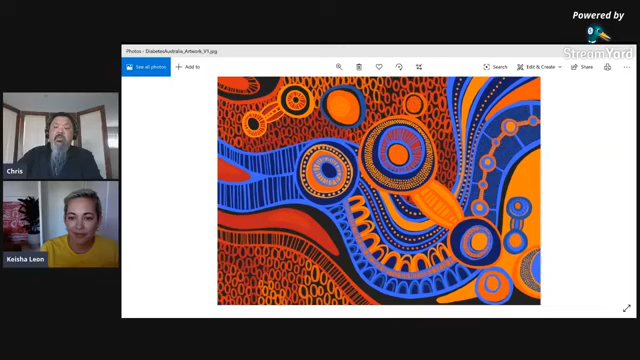 Powered by
StreamYard
Photos - DiabetesAustralia_Artwork_V1.jpg
See all photos
Add to
Search
Edit & Create
Share
Chris
Keisha Leon